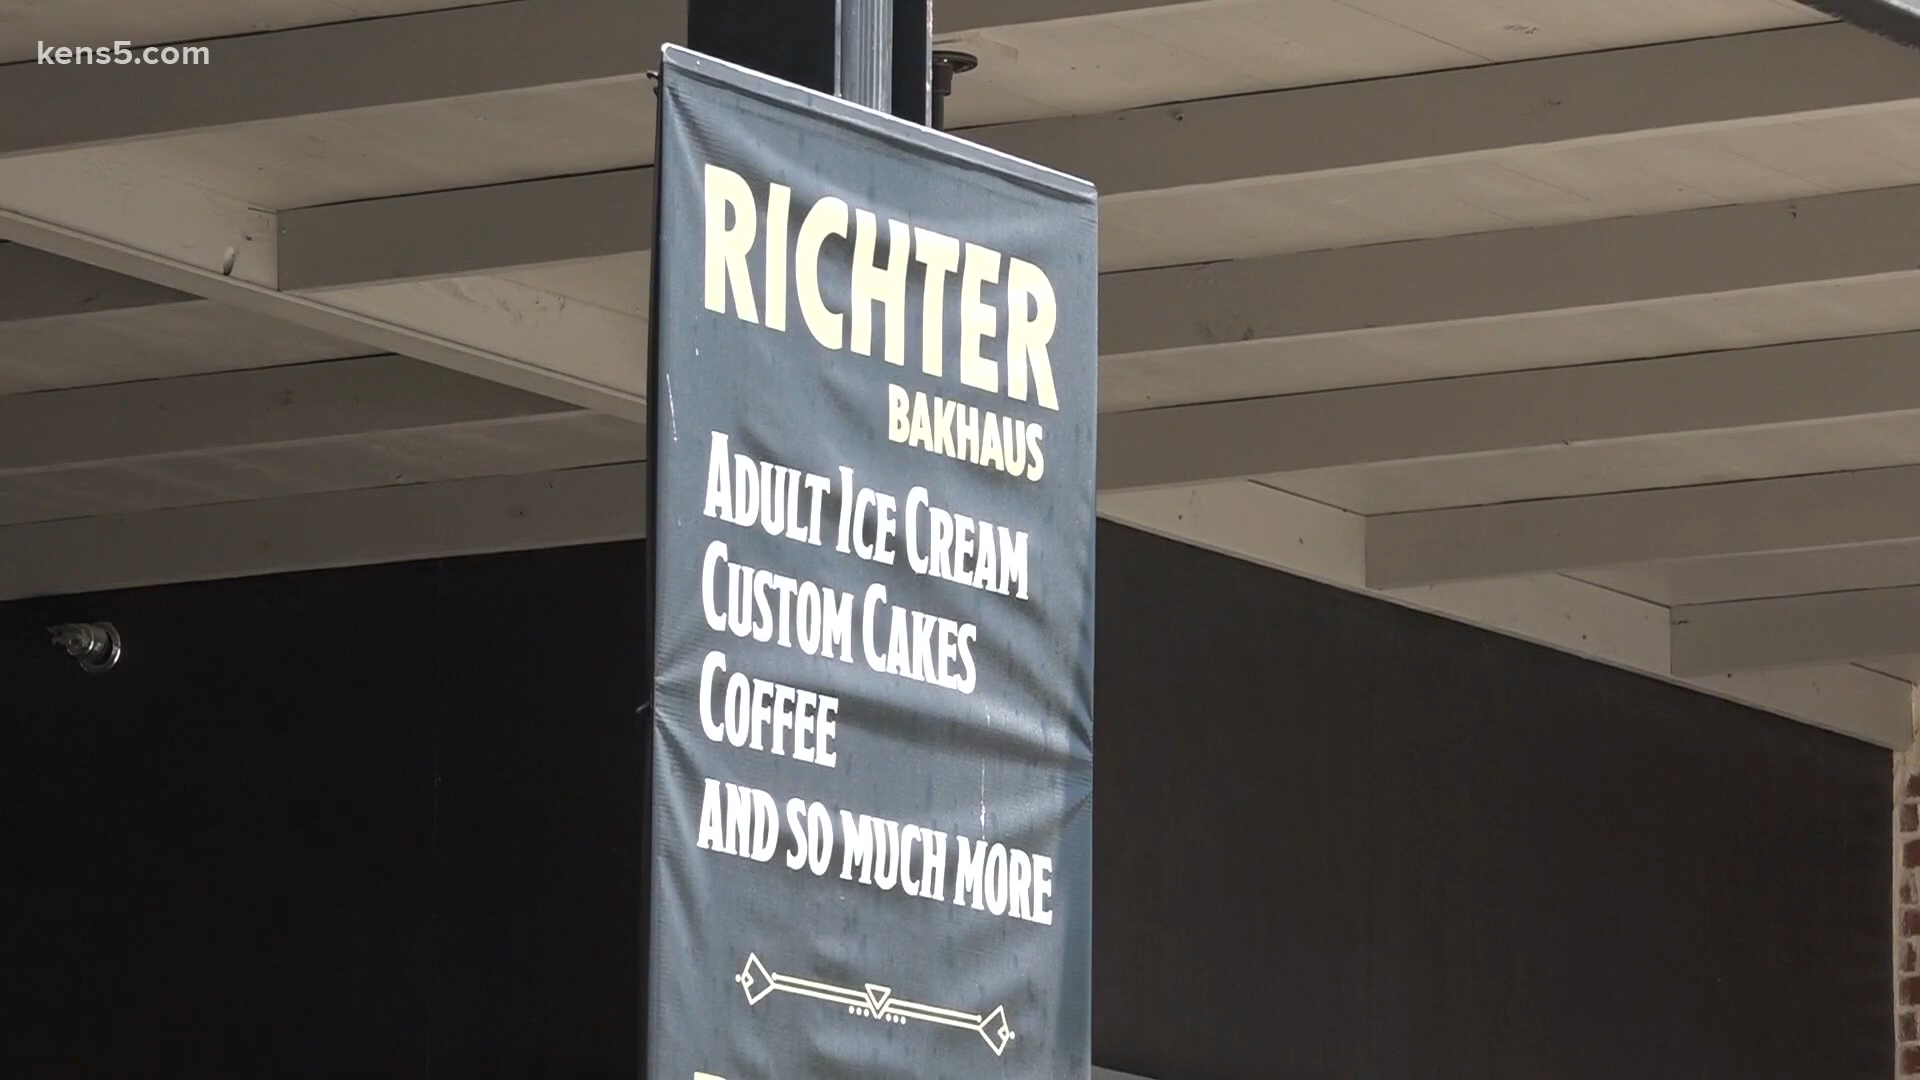 kens5.com
RICHTER
BAKHAUS
ADULT ICE CREAM
CUSTOM CAKES
COFFEE
AND SO MUCH MORE